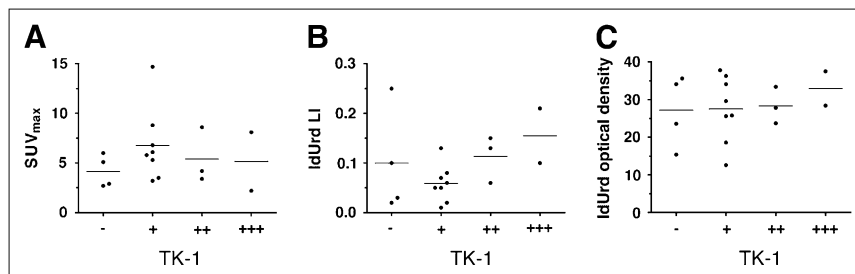 A
SUVmax
15
10
5
0
- + ++ +++
TK-1
B
IdUrd LI
0.3
0.2
0.1
0.0
- + ++ +++
TK-1
C
IdUrd optical density
40
30
20
10
0
- + ++ +++
TK-1